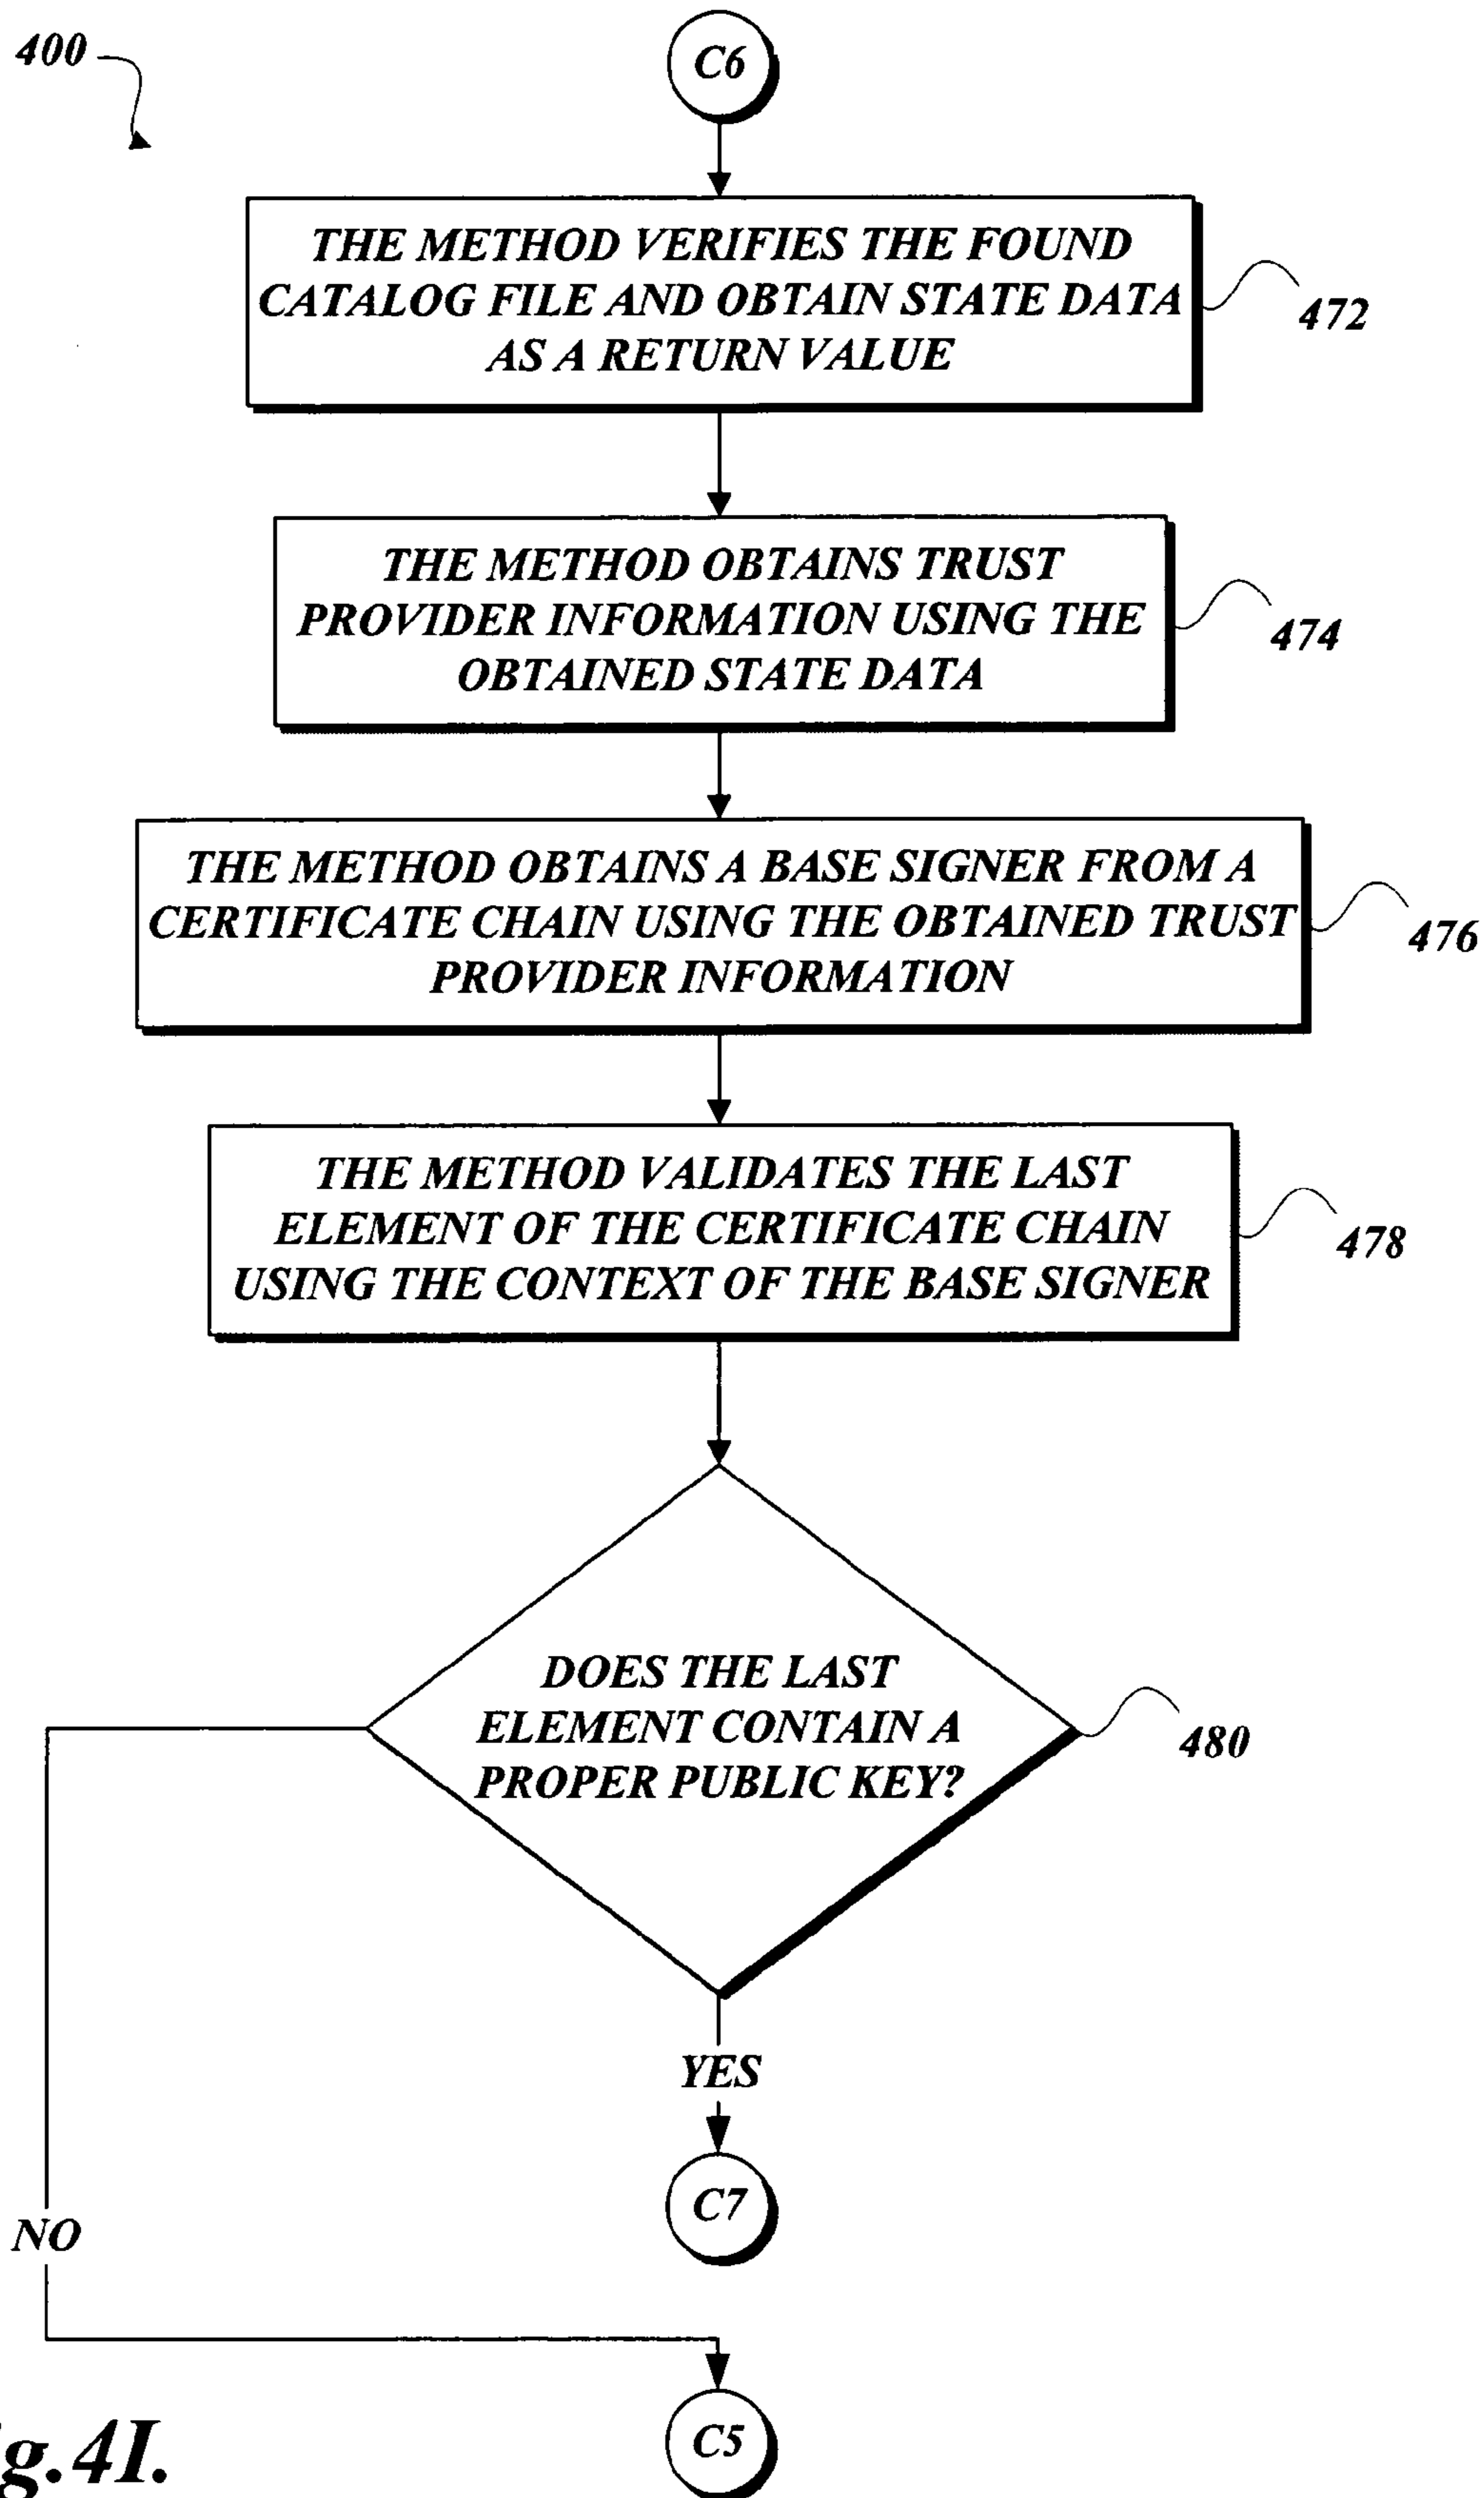 400
C6
THE METHOD VERIFIES THE FOUND
CATALOG FILE AND OBTAIN STATE DATA
AS A RETURN VALUE
472
THE METHOD OBTAINS TRUST
PROVIDER INFORMATION USING THE
OBTAINED STATE DATA
474
THE METHOD OBTAINS A BASE SIGNER FROM A
CERTIFICATE CHAIN USING THE OBTAINED TRUST
PROVIDER INFORMATION
476
THE METHOD VALIDATES THE LAST
ELEMENT OF THE CERTIFICATE CHAIN
USING THE CONTEXT OF THE BASE SIGNER
478
DOES THE LAST
ELEMENT CONTAIN A
PROPER PUBLIC KEY?
480
YES
C7
NO
C5
g.4I.